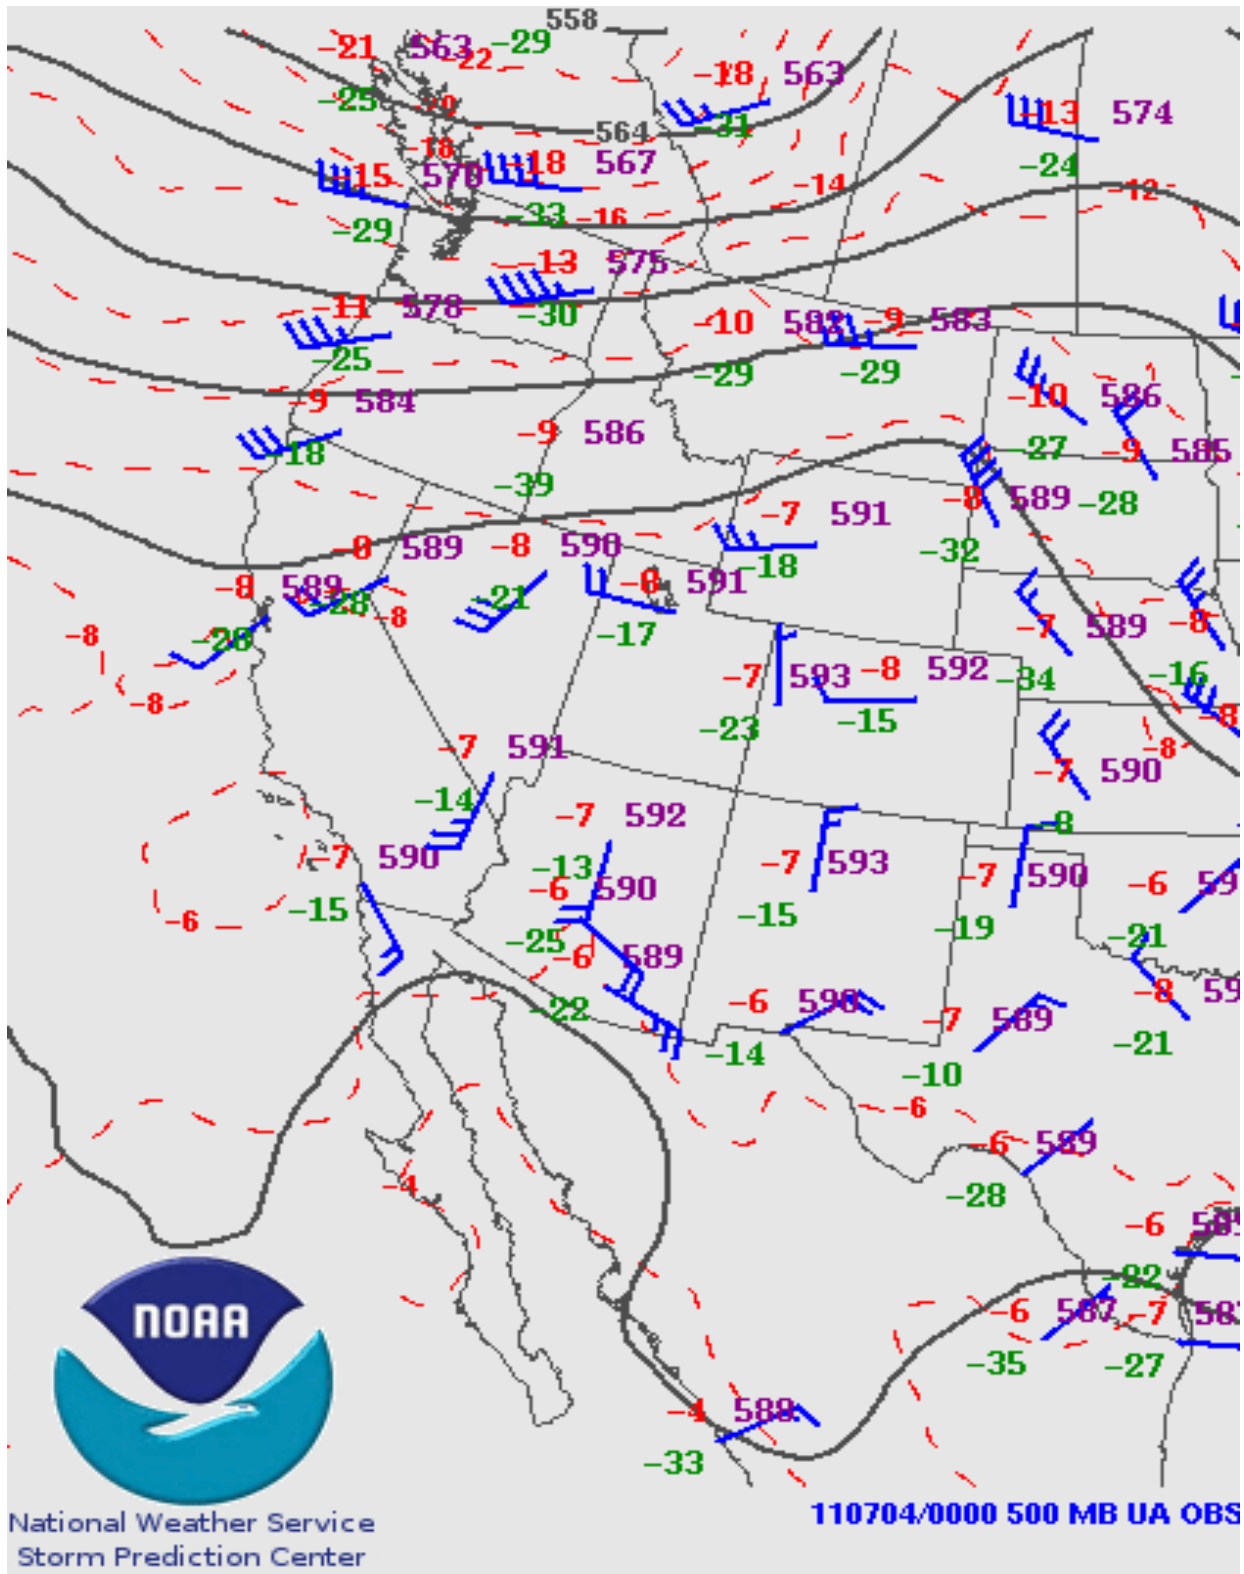 558
-21 563 -22 -29
-18 563
-25 -20
-13 574
564 -31
-18
-15 570 -18 567
-24
-14 -12
-29 -33 -16
-13 575
-11 578 -30
-10 582 -9 583
-25
-29 -29
-9 584
-10 586
-9 586
-18 -27 -9 585
-39
-8 589 -28
-7 591
589 -8 590 -32
-18
-8 589 -28 -21 -8 591
-8
-8 -28 -17 -7 589 -8
-7 593 -8 592 -34 -16
-8
-23 -15 -8
-7 591 -8
-7 590
-14
-7 592 -8
-7 590 -13 -7 593
-6 590 -7 590 -6
-15 -15 -19
-6 -25 -21
-6 589
-22 -6 590 -7 589 -8
-14 -21
-10
-6
-6 589
-4 -28
-6 589
-22
NOAA -6 587 -7
-35 -27
-4 588
-33
110704/0000 500 MB UA OBS
National Weather Service
Storm Prediction Center